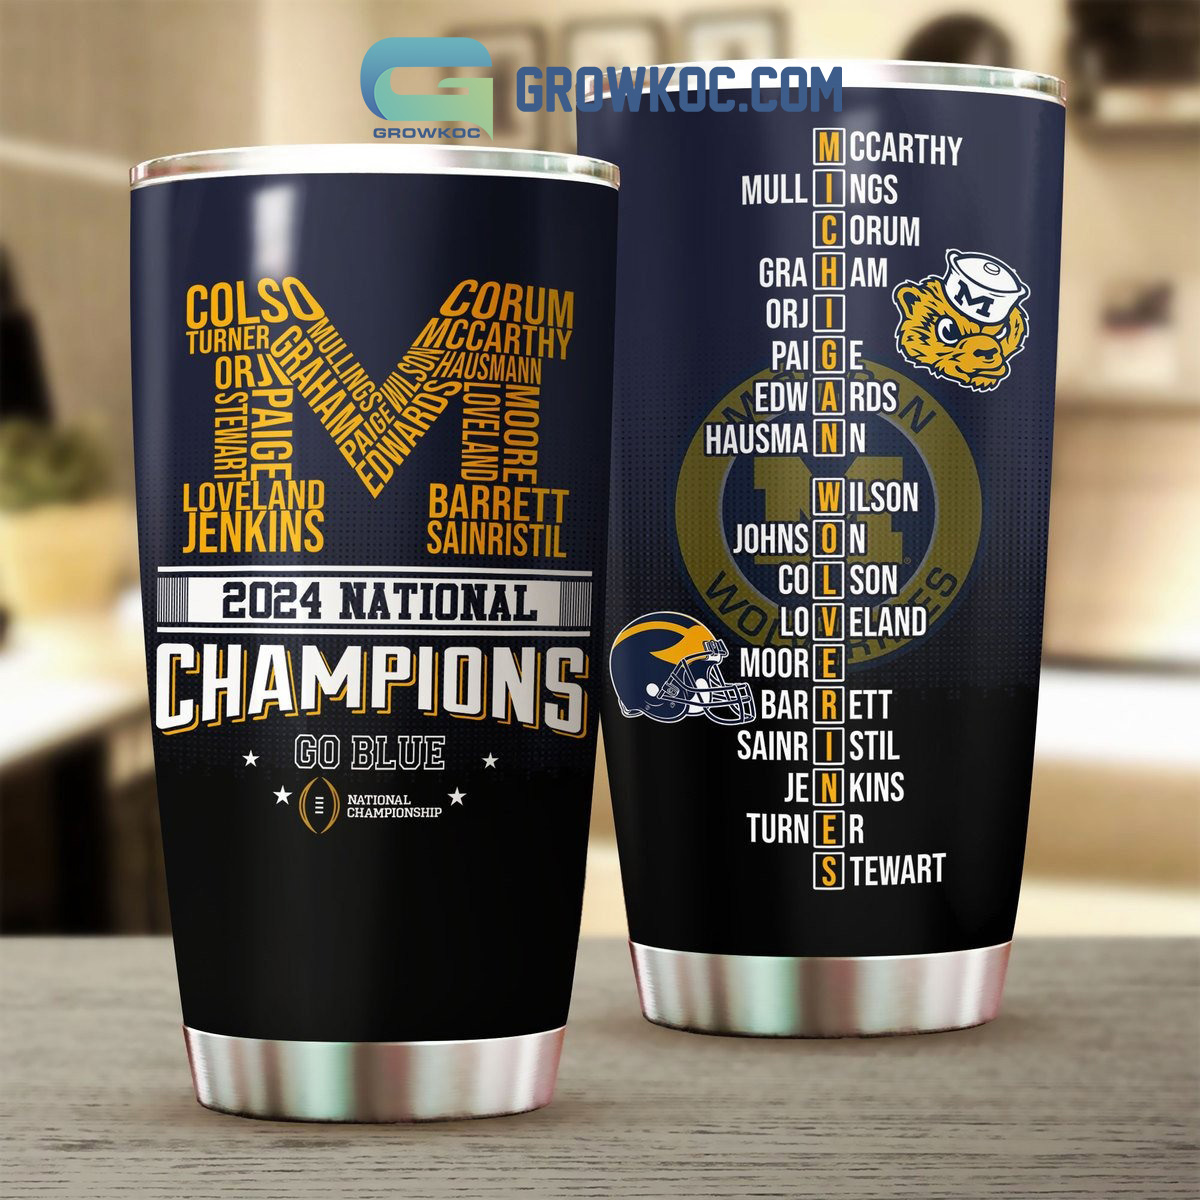 GROWKOC
GROWKOC.COM
COLSO
TURNER
ORJI
STEWART
PAIGE
LOVELAND
JENKINS
GRAHAM
MULLINGS
PAIGE
WILSON
EDWARDS
CORUM
MCCARTHY
HAUSMANN
LOVELAND
MOORE
BARRETT
SAINRISTIL
2024 NATIONAL
CHAMPIONS
GO BLUE
NATIONAL
CHAMPIONSHIP
MCCARTHY
MULLINGS
CORUM
GRAHAM
ORJI
PAIGE
EDWARDS
HAUSMANN
WILSON
JOHNSON
COLSON
LOVELAND
MOORE
BARRETT
SAINRISTIL
JENKINS
TURNER
STEWART
M
M